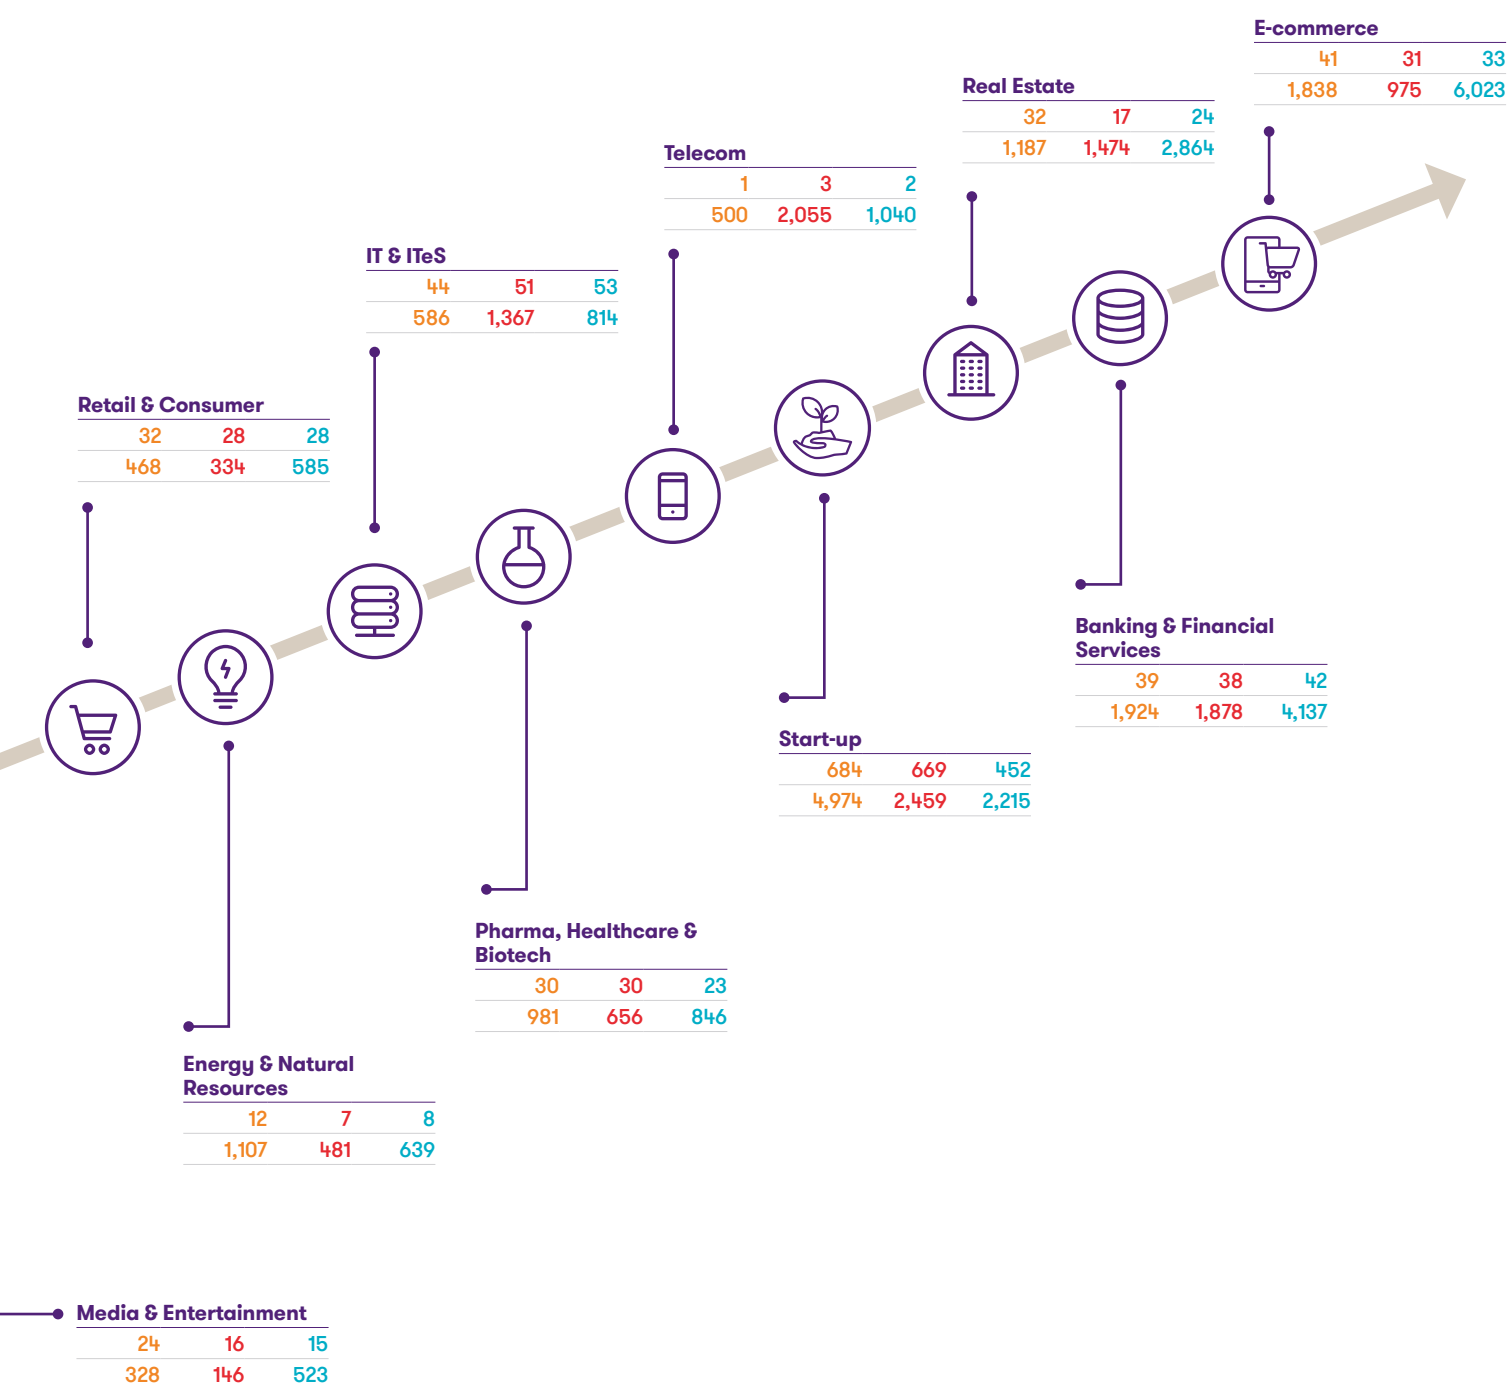 E-commerce
41 31 33
1,838 975 6,023
Real Estate
32 17 24
1,187 1,474 2,864
Telecom
1 3 2
500 2,055 1,040
IT & ITeS
44 51 53
586 1,367 814
Retail & Consumer
32 28 28
468 334 585
Banking & Financial
Services
39 38 42
1,924 1,878 4,137
Start-up
684 669 452
4,974 2,459 2,215
Pharma, Healthcare &
Biotech
30 30 23
981 656 846
Energy & Natural
Resources
12 7 8
1,107 481 639
Media & Entertainment
24 16 15
328 146 523